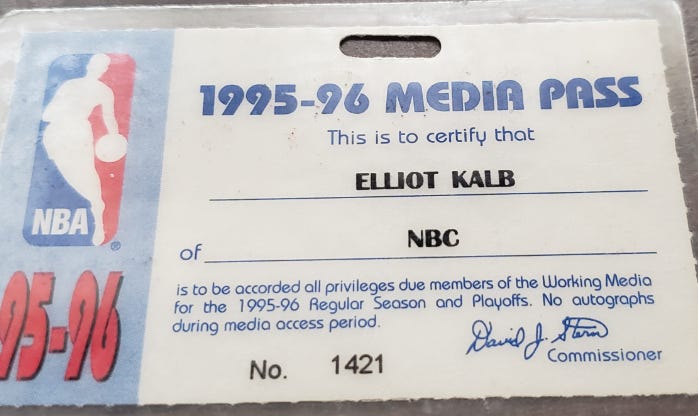 1995-96 MEDIA PASS
This is to certify that
ELLIOT KALB
of NBC
is to be accorded all privileges due members of the Working Media
for the 1995-96 Regular Season and Playoffs. No autographs
during media access period.
David J. Stern
Commissioner
No. 1421
NBA ®
95-96